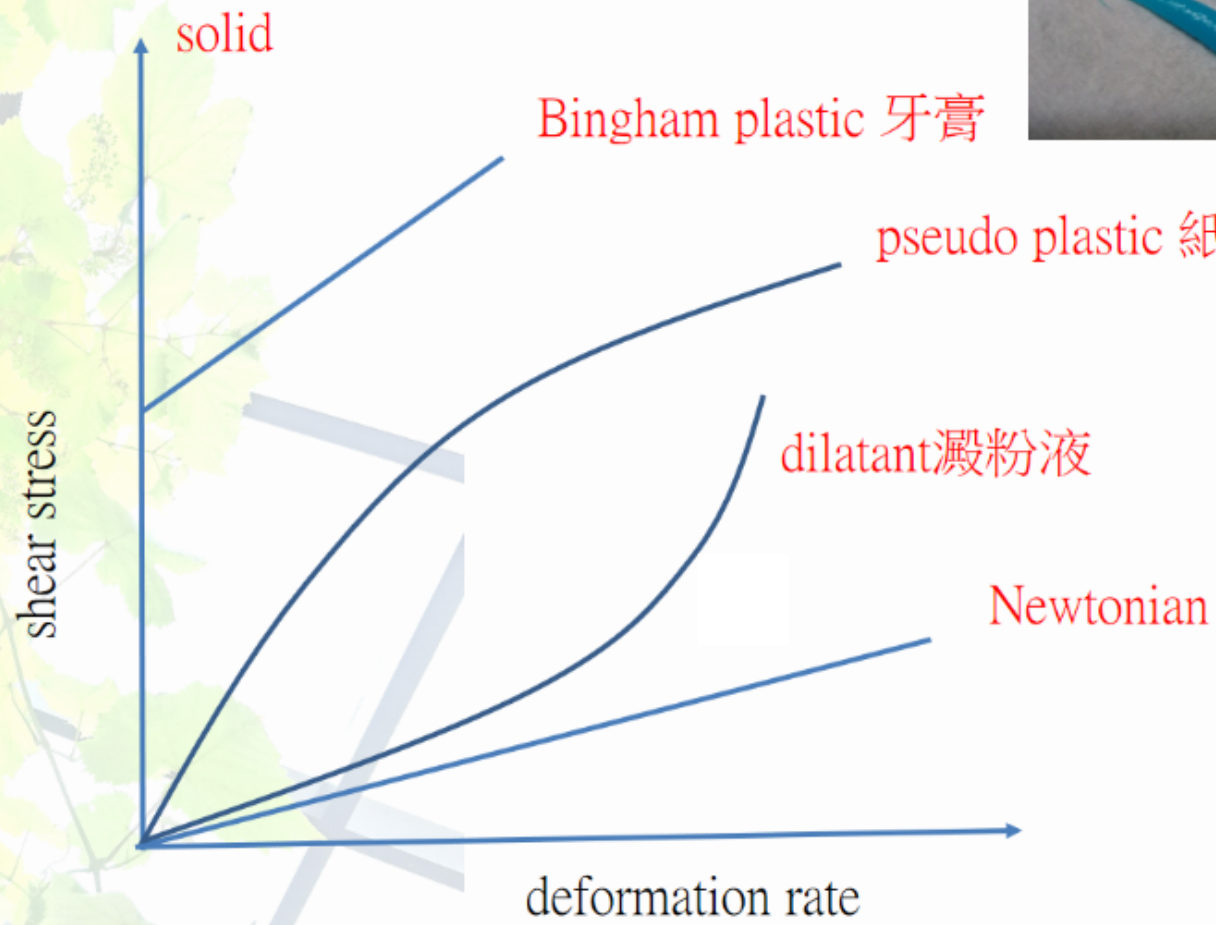 solid
Bingham plastic 牙膏
pseudo plastic
dilatant澱粉液
Newtonian
shear stress
deformation rate